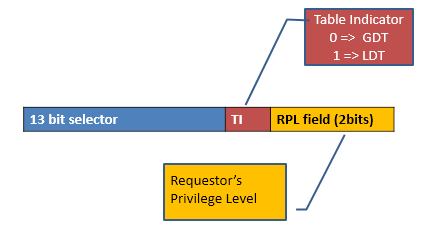 Table Indicator
0 => GDT
1 => LDT
13 bit selector TI RPL field (2bits)
Requestor's
Privilege Level